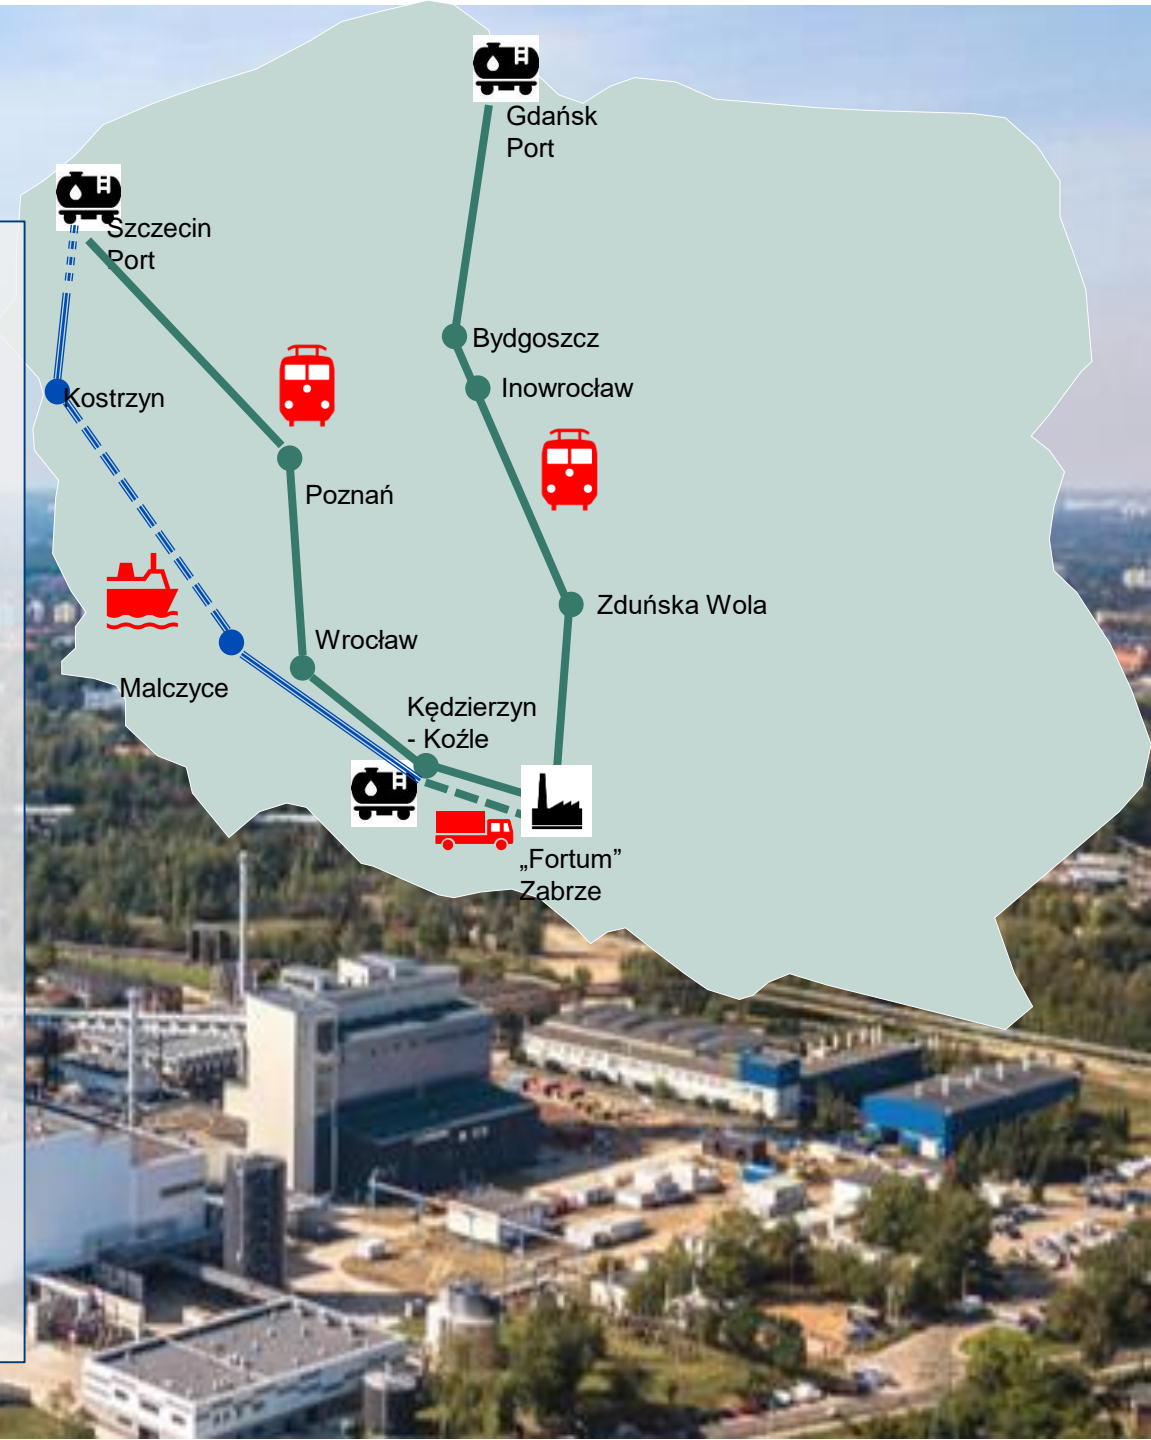 Gdańsk
Port
Szczecin
Port
Bydgoszcz
Inowrocław
Kostrzyn
Poznań
Zduńska Wola
Wrocław
Malczyce
Kędzierzyn
- Koźle
„Fortum”
Zabrze